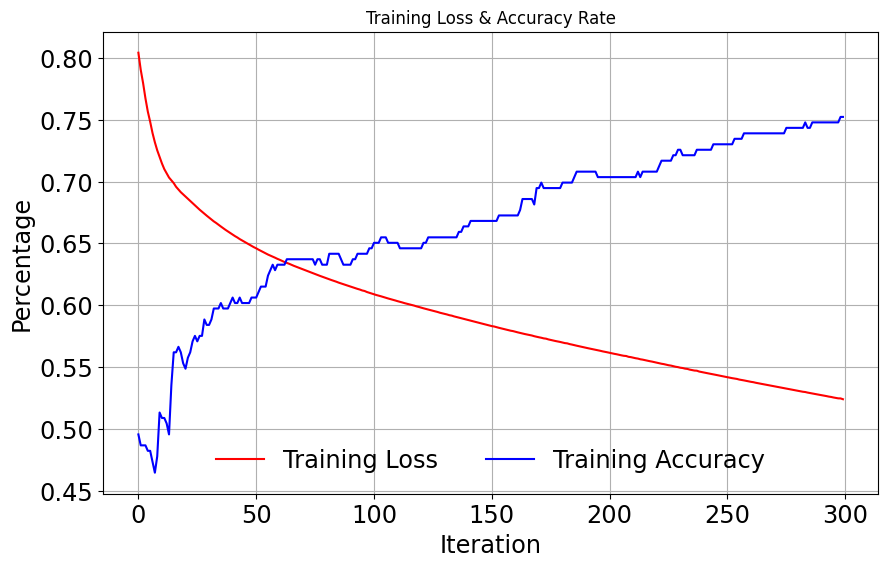 Training Loss & Accuracy Rate
0.80
0.75
0.70
0.65
0.60
0.55
0.50
0.45
Percentage
Training Loss
Training Accuracy
0 50 100 150 200 250 300
Iteration